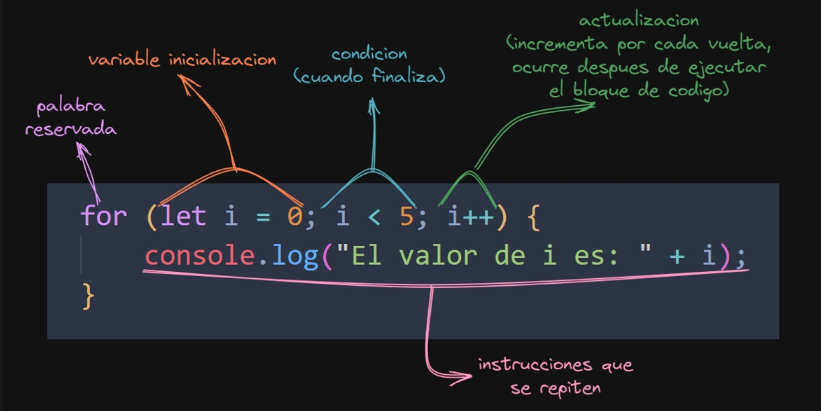 actualizacion
(incrementa por cada vuelta,
ocurre despues de ejecutar
el bloque de codigo)
condicion
(cuando finaliza)
variable inicializacion
palabra
reservada
for (let i = 0; i < 5; i++) {
console.log("El valor de i es: " + i);
}
instrucciones que
se repiten